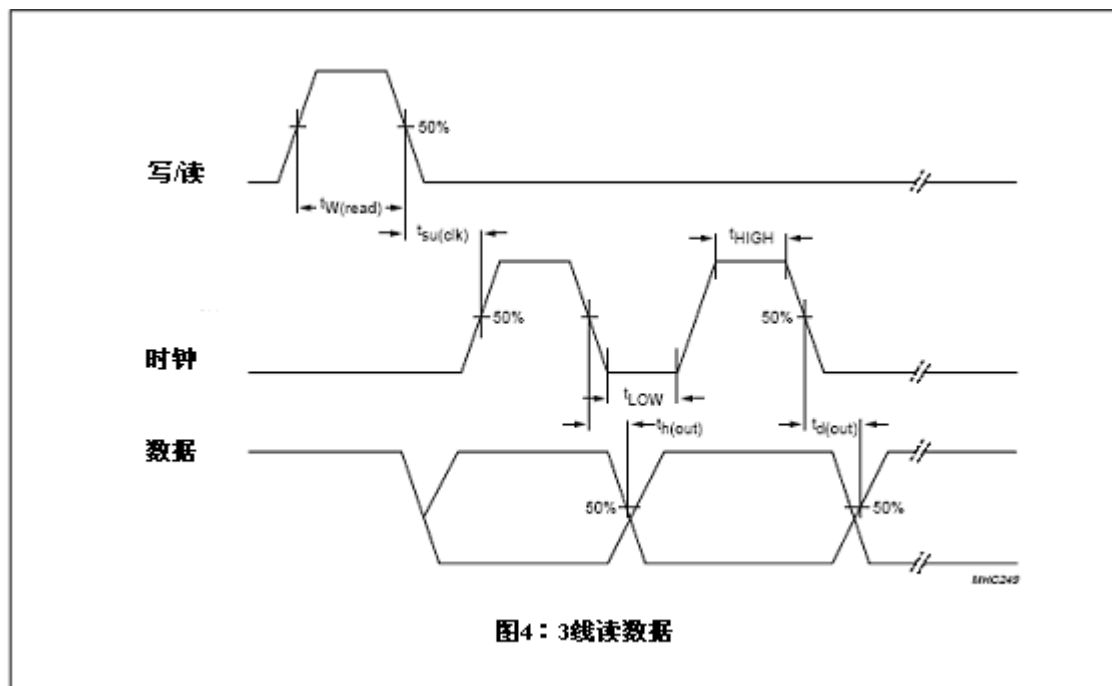 50%
写/读
tW(read)
tsu(clk)
tHIGH
50%
50%
时钟
tLOW
th(out)
td(out)
数据
50%
50%
MHC249
图4：3线读数据